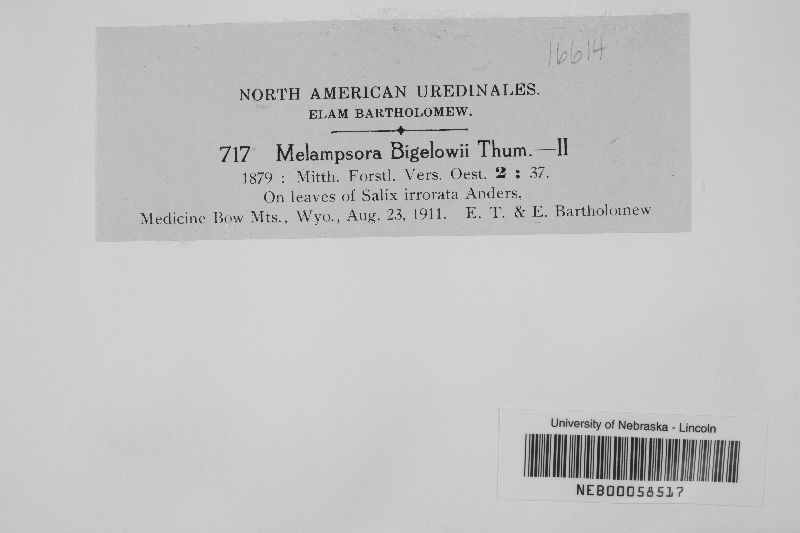 16614
NORTH AMERICAN UREDINALES.
ELAM BARTHOLOMEW.
717 Melampsora Bigelowii Thum.—II
1879 : Mitth. Forstl. Vers. Oest. 2 : 37.
On leaves of Salix irrorata Anders.
Medicine Bow Mts., Wyo., Aug. 23, 1911. E. T. & E. Bartholomew
University of Nebraska - Lincoln
NEB00058517